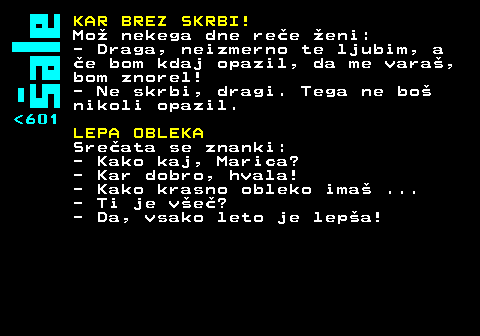 Šale
<601
KAR BREZ SKRBI!
Mož nekega dne reče ženi:
- Draga, neizmerno te ljubim, a
če bom kdaj opazil, da me varaš,
bom znorel!
- Ne skrbi, dragi. Tega ne boš
nikoli opazil.
LEPA OBLEKA
Srečata se znanki:
- Kako kaj, Marica?
- Kar dobro, hvala!
- Kako krasno obleko imaš ...
- Ti je všeč?
- Da, vsako leto je lepša!